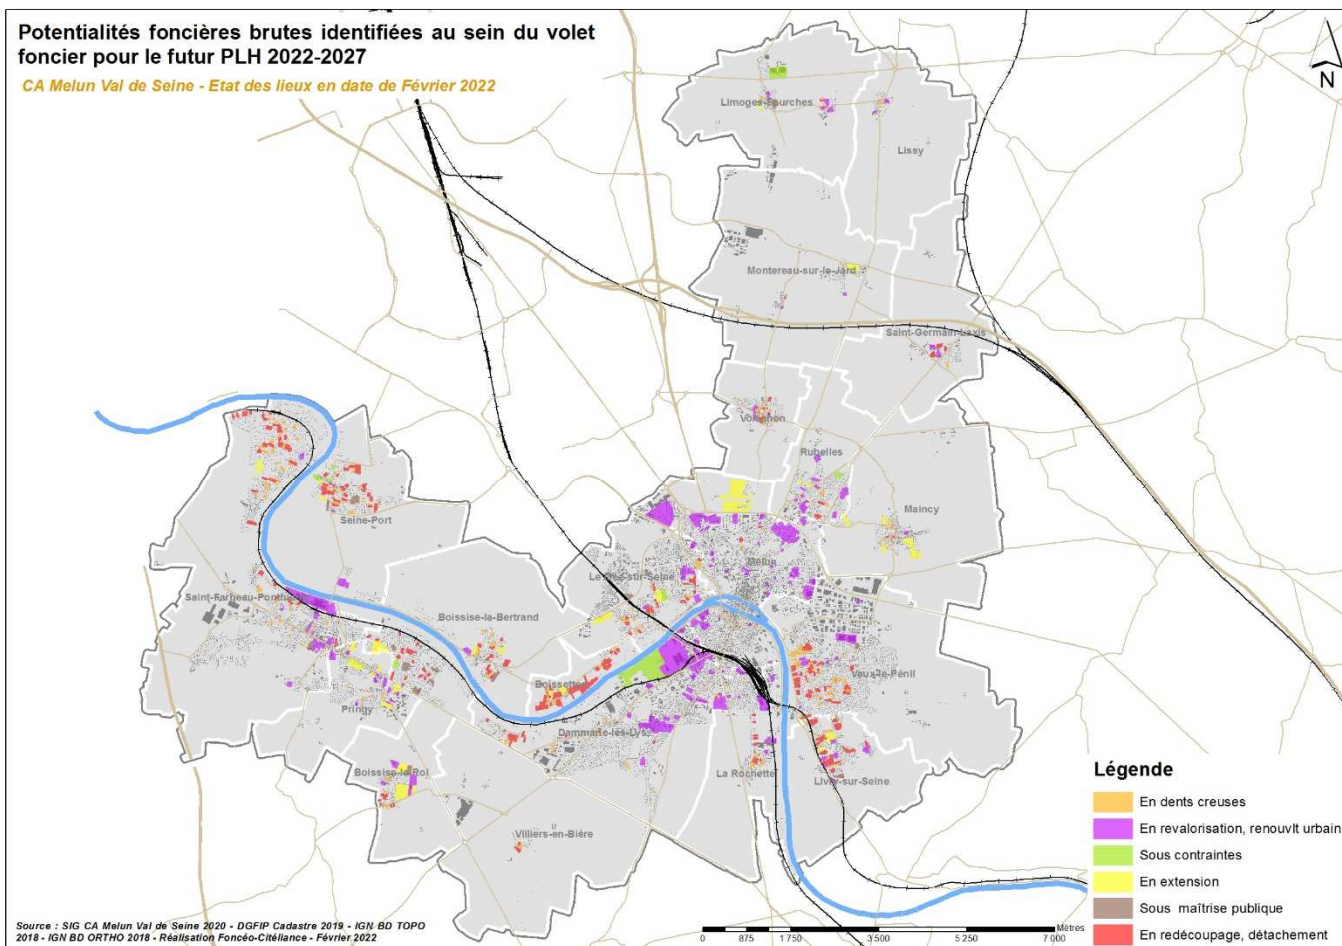 Potentialités foncières brutes identifiées au sein du volet
foncier pour le futur PLH 2022-2027
CA Melun Val de Seine - Etat des lieux en date de Février 2022
N
Limoges-Fourches
Lissy
Montereau-sur-le-Jard
Saint-Germain-Laxis
Voisenon
Rubelles
Maincy
Seine-Port
Le Mée-sur-Seine
Melun
Saint-Fargeau-Ponthierry
Boissise-la-Bertrand
Boissettes
Vaux-le-Pénil
Pringy
Dammarie-les-Lys
Boissise-le-Roi
La Rochette
Livry-sur-Seine
Villiers-en-Bière
Légende
En dents creuses
En revalorisation, renouvlt urbain
Sous contraintes
En extension
Sous maîtrise publique
En redécoupage, détachement
Mètres
0 875 1 750 3 500 5 250 7 000
Source : SIG CA Melun Val de Seine 2020 - DGFIP Cadastre 2019 - IGN BD TOPO
2018 - IGN BD ORTHO 2018 - Réalisation Foncéo-Citéliance - Février 2022